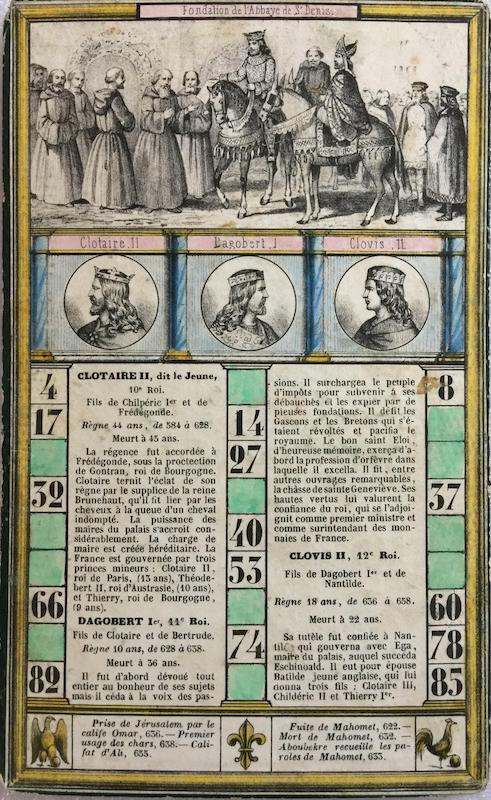 Fondation de l'Abbaye de St Denis.
Clotaire. II
Dagobert. I
Clovis. II.
4
17
32
66
82
CLOTAIRE II, dit le Jeune,
10e Roi.
Fils de Chilpéric Ier et de
Frédégonde.
Règne 44 ans, de 584 à 628.
Meurt à 45 ans.
La régence fut accordée à
Frédégonde, sous la proctection
de Gontran, roi de Bourgogne.
Clotaire ternit l'éclat de son
règne par le supplice de la reine
Brunehaut, qu'il fit lier par les
cheveux à la queue d'un cheval
indompté. La puissance des
maires du palais s'accroit con-
sidérablement. La charge de
maire est créée héréditaire. La
France est gouvernée par trois
princes mineurs : Clotaire II,
roi de Paris, (13 ans), Théode-
bert II, roi d'Austrasie, (10 ans),
et Thierry, roi de Bourgogne,
(9 ans).
DAGOBERT Ier, 11e Roi.
Fils de Clotaire et de Bertrude.
Règne 10 ans, de 628 à 638.
Meurt à 36 ans.
Il fut d'abord dévoué tout
entier au bonheur de ses sujets
mais il céda à la voix des pas-
14
27
40
53
74
sions. Il surchargea le peuple
d'impôts pour subvenir à ses
débauches et les expier par de
pieuses fondations. Il défit les
Gascons et les Bretons qui s'é-
taient révoltés et pacifia le
royaume. Le bon saint Eloi,
d'heureuse mémoire, exerça d'a-
bord la profession d'orfèvre dans
laquelle il excella. Il fit, entre
autres ouvrages remarquables,
la châsse de sainte Geneviève. Ses
hautes vertus lui valurent la
confiance du roi, qui se l'adjoi-
gnit comme premier ministre et
comme surintendant des mon-
naies de France.
CLOVIS II, 12e Roi.
Fils de Dagobert Ier et de
Nantilde.
Règne 18 ans, de 656 à 658.
Meurt à 22 ans.
Sa tutèle fut confiée à Nan-
tild qui gouverna avec Ega,
maire du palais, auquel succéda
Eschinoald. Il eut pour épouse
Batilde jeune anglaise, qui lui
donna trois fils : Clotaire III,
Childéric II et Thierry Ier.
8
37
60
78
85
Prise de Jérusalem par le
calife Omar, 636. — Premier
usage des chars, 638. — Cali-
fat d'Ali, 655.
Fuite de Mahomet, 622. —
Mort de Mahomet, 632. —
Aboubekre recueille les pa-
roles de Mahomet, 635.